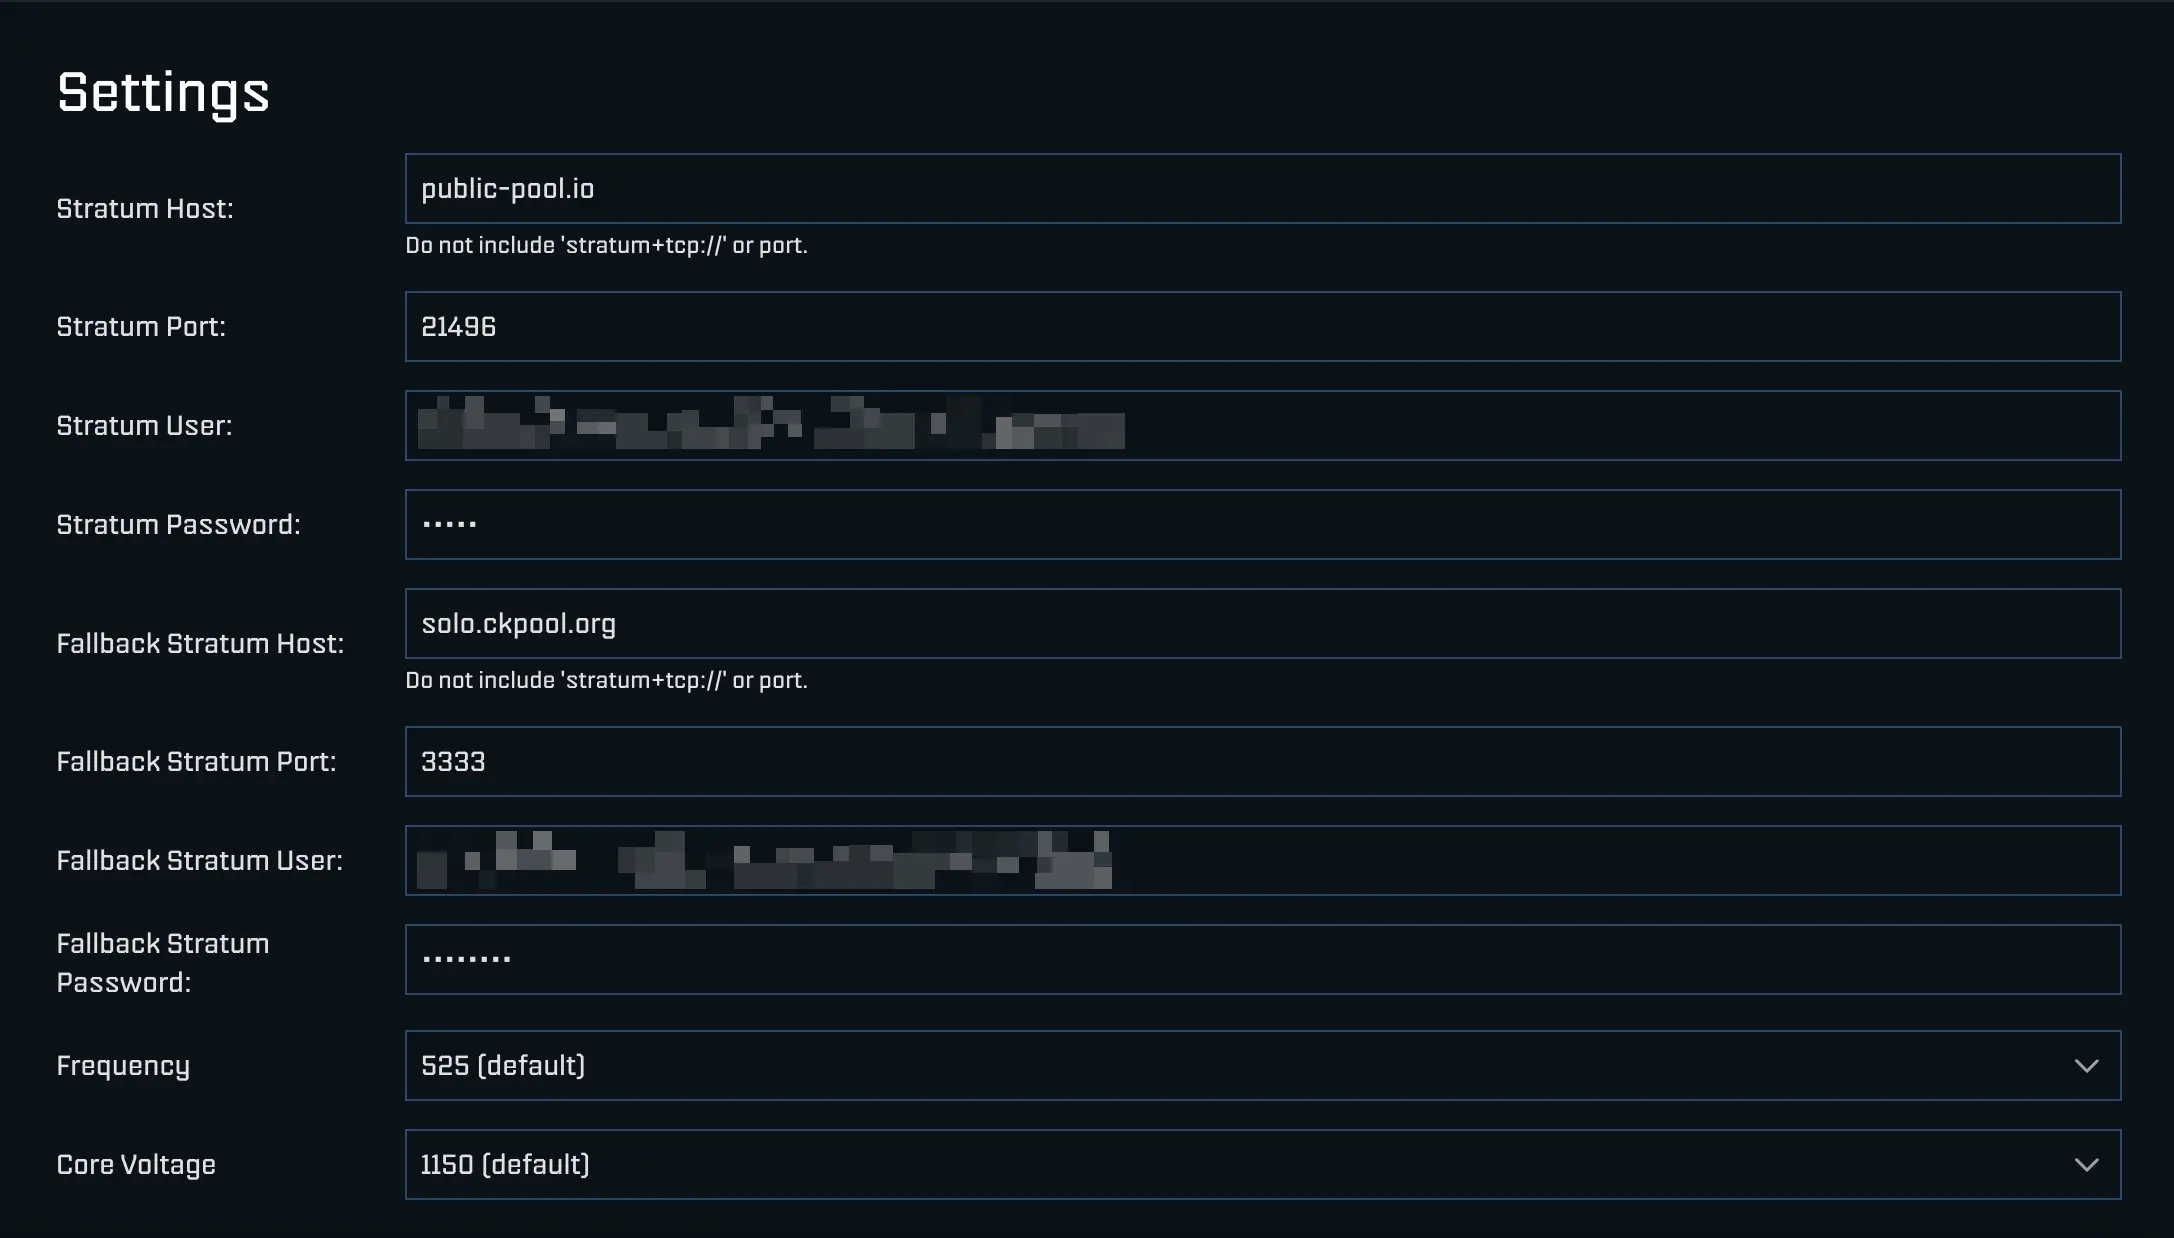 Settings
Stratum Host:
public-pool.io
Do not include 'stratum+tcp://' or port.
Stratum Port:
21496
Stratum User:
Stratum Password:
•••••
Fallback Stratum Host:
solo.ckpool.org
Do not include 'stratum+tcp://' or port.
Fallback Stratum Port:
3333
Fallback Stratum User:
Fallback Stratum
Password:
••••••••
Frequency
525 (default)
Core Voltage
1150 (default)